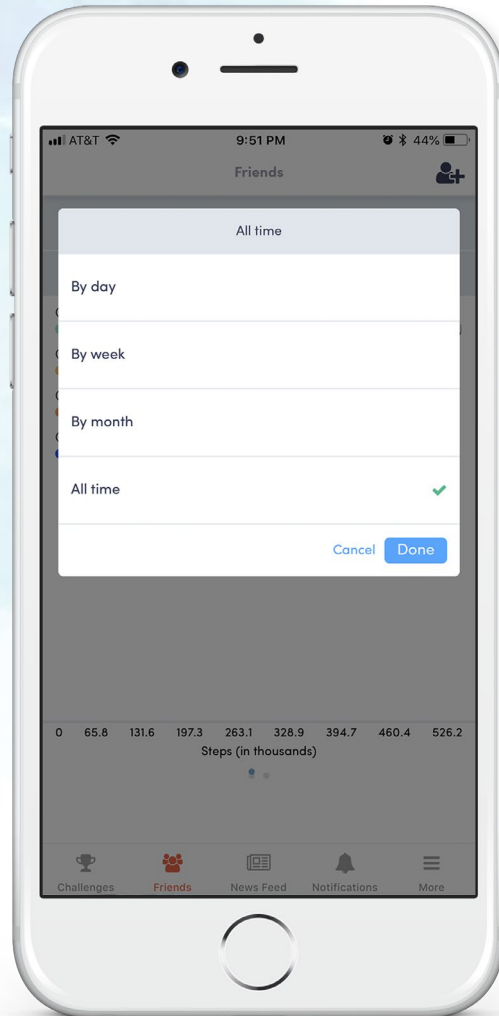 AT&T 9:51 PM 44%
Friends
All time
By day
By week
By month
All time
Cancel Done
0 65.8 131.6 197.3 263.1 328.9 394.7 460.4 526.2
Steps (in thousands)
Challenges Friends News Feed Notifications More